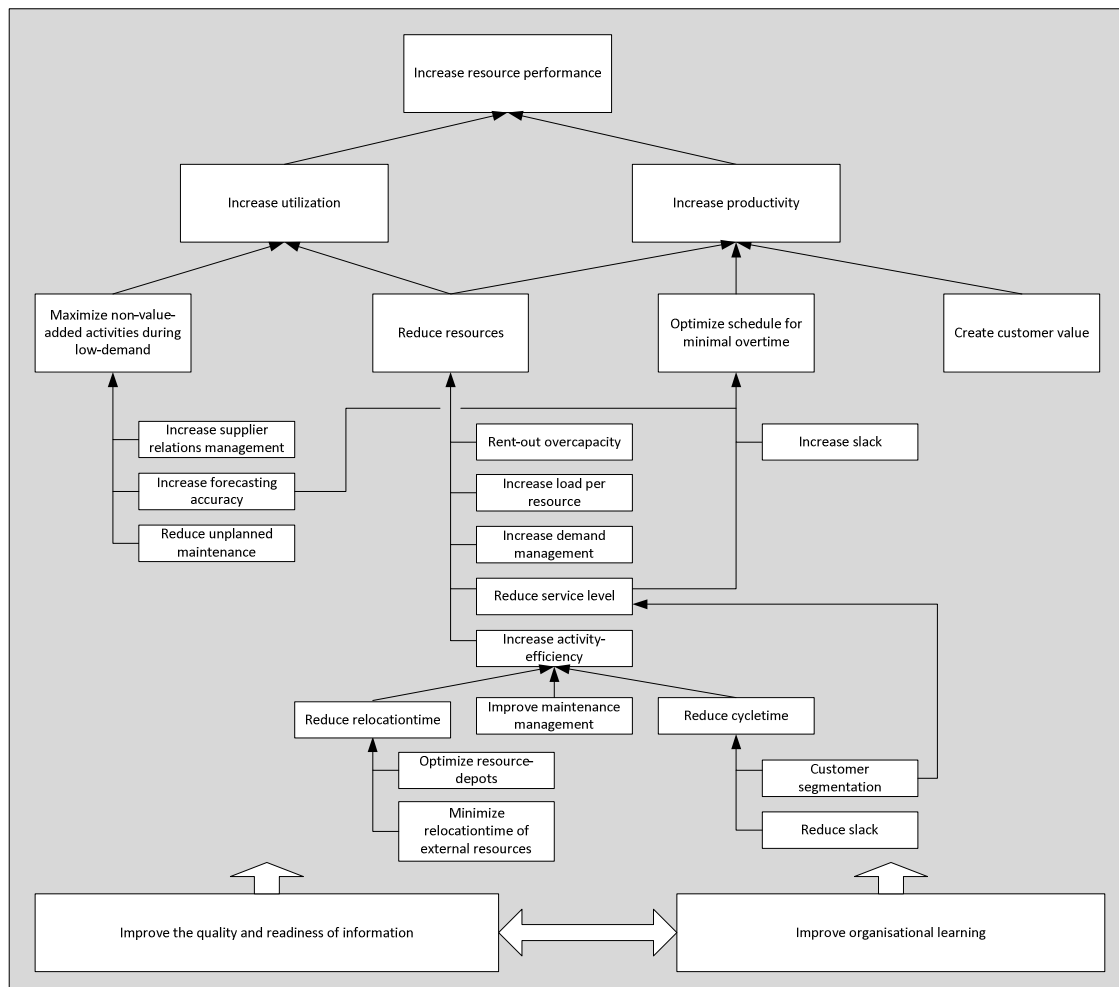 Increase resource performance
Increase utilization
Increase productivity
Maximize non-value-
added activities during
low-demand
Reduce resources
Optimize schedule for
minimal overtime
Create customer value
Increase supplier
relations management
Increase forecasting
accuracy
Reduce unplanned
maintenance
Rent-out overcapacity
Increase load per
resource
Increase demand
management
Reduce service level
Increase activity-
efficiency
Increase slack
Reduce relocationtime
Improve maintenance
management
Reduce cycletime
Optimize resource-
depots
Minimize
relocationtime of
external resources
Customer
segmentation
Reduce slack
Improve the quality and readiness of information
Improve organisational learning